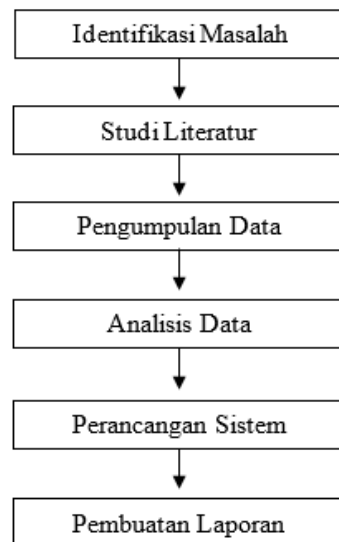 Identifikasi Masalah
Studi Literatur
Pengumpulan Data
Analisis Data
Perancangan Sistem
Pembuatan Laporan